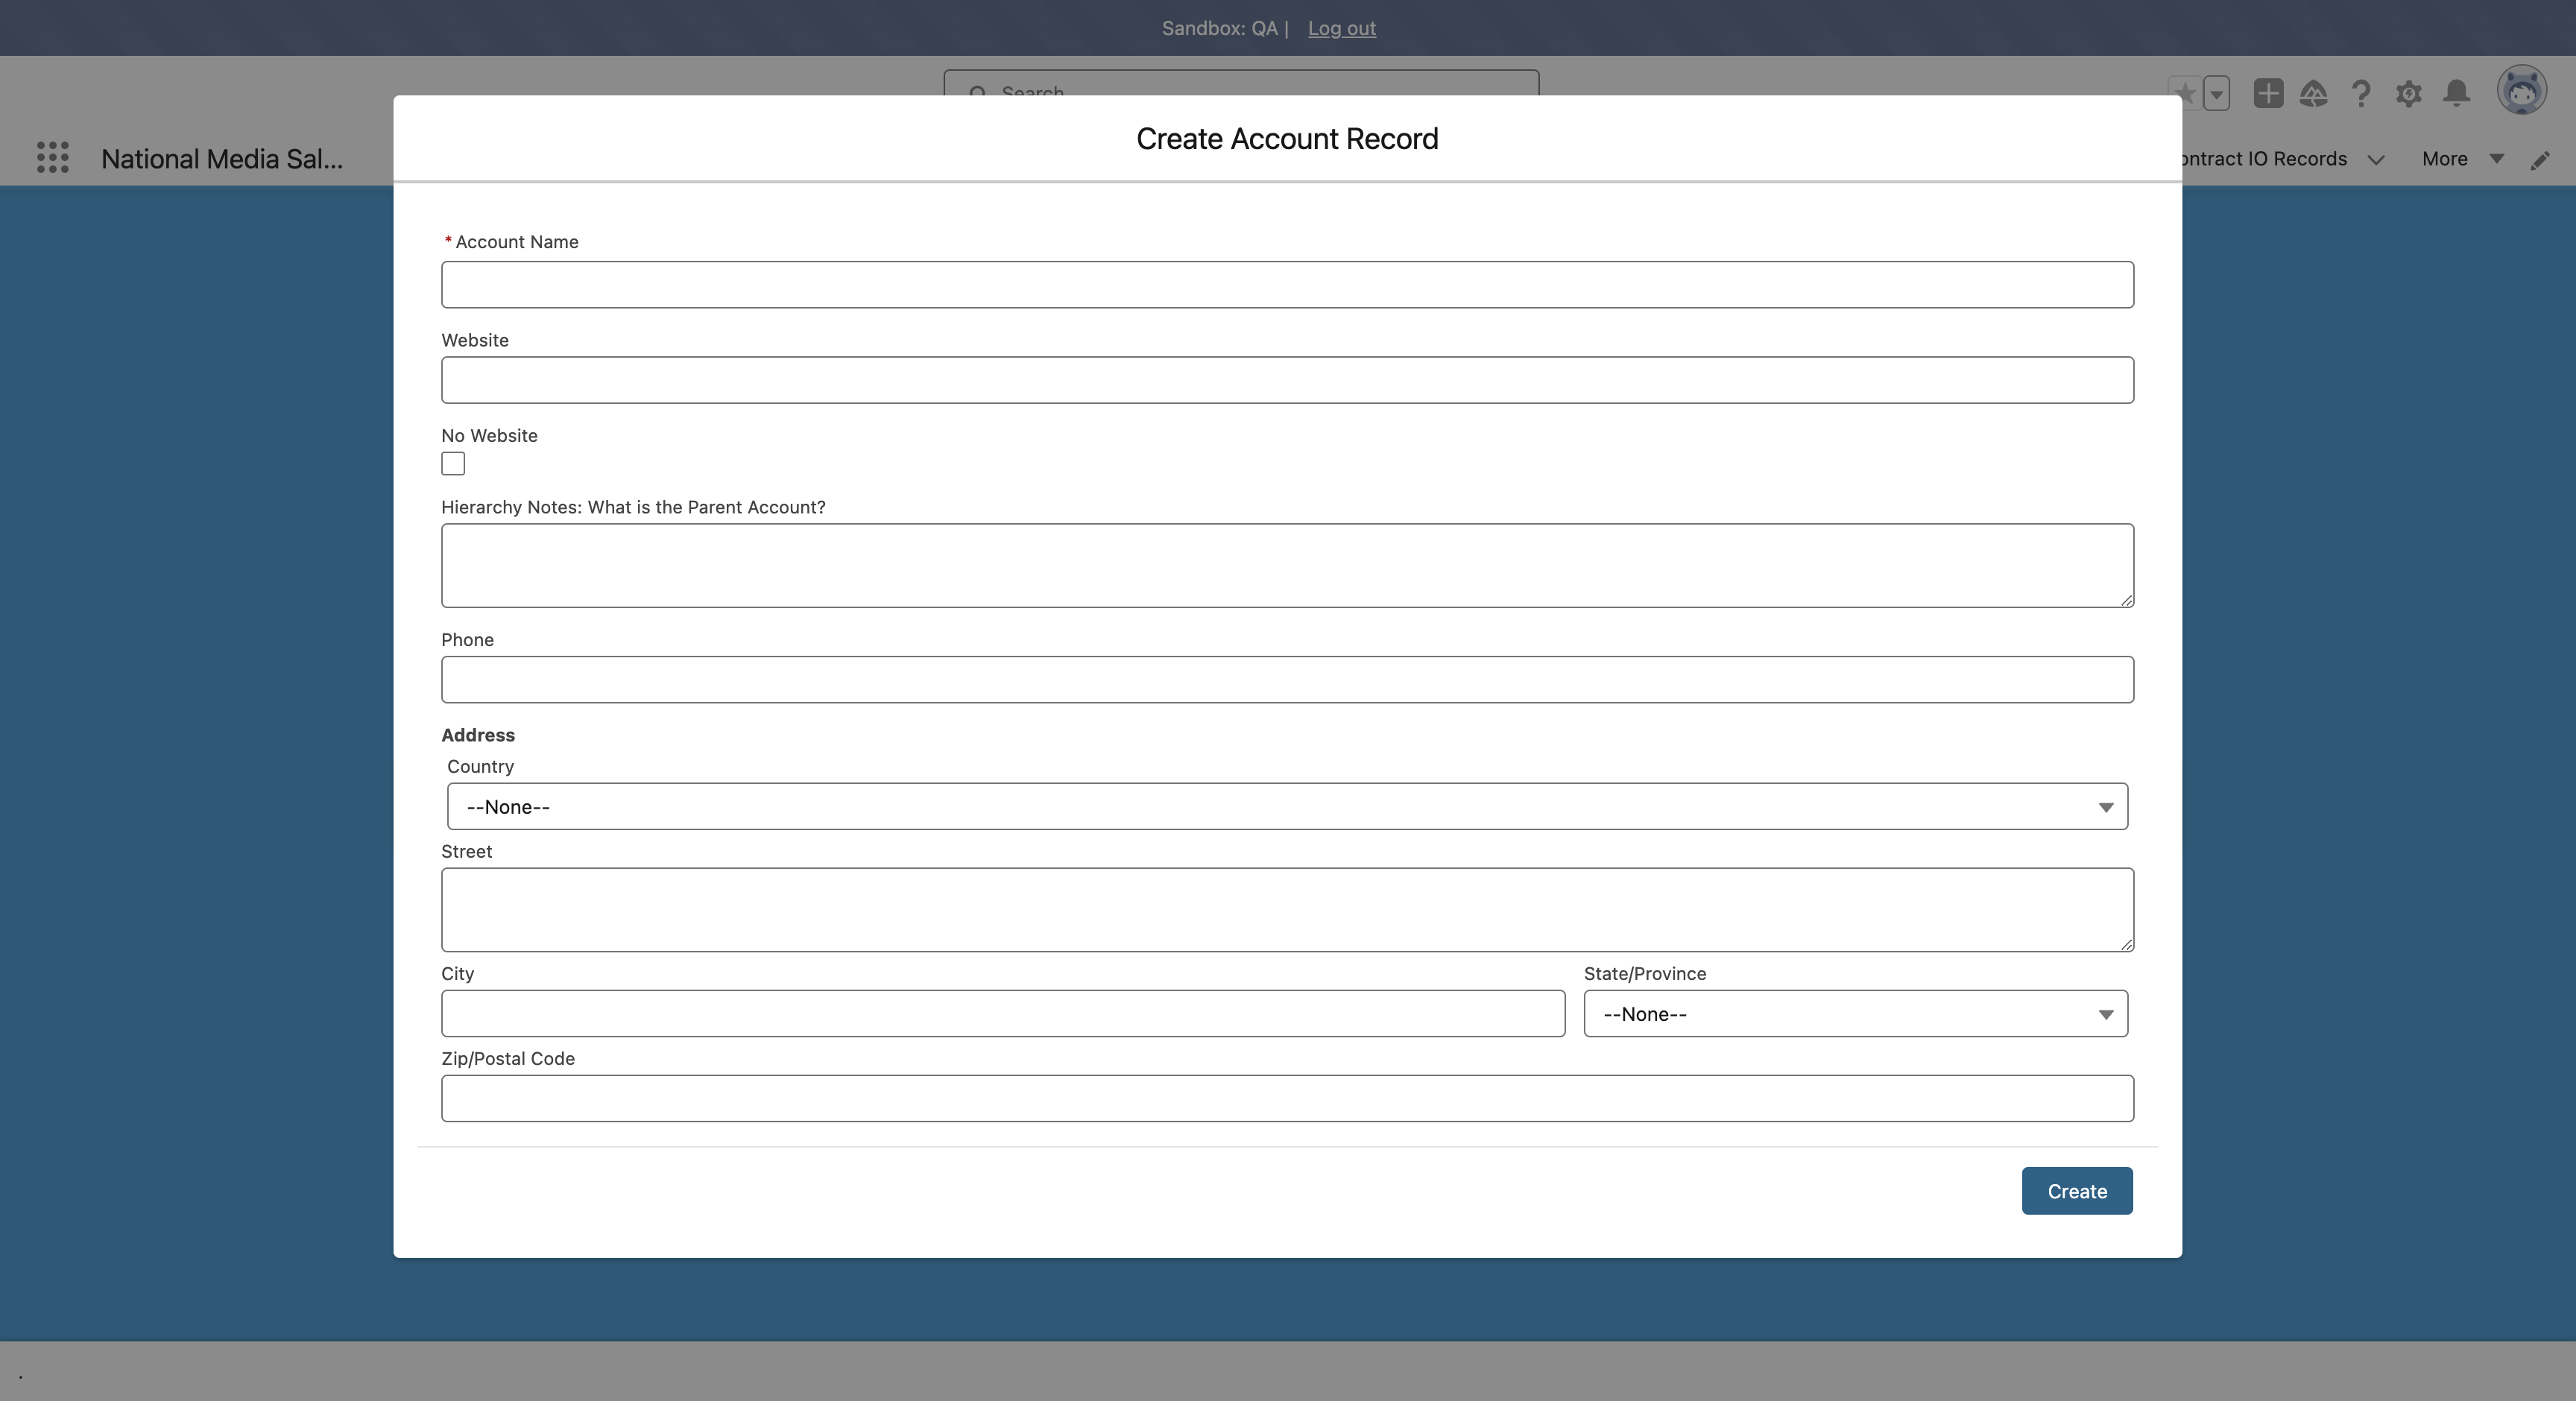 Sandbox: QA | Log out
Search
National Media Sal...
ontract IO Records
More
Create Account Record
* Account Name
Website
No Website
Hierarchy Notes: What is the Parent Account?
Phone
Address
Country
--None--
Street
City
State/Province
--None--
Zip/Postal Code
Create
.